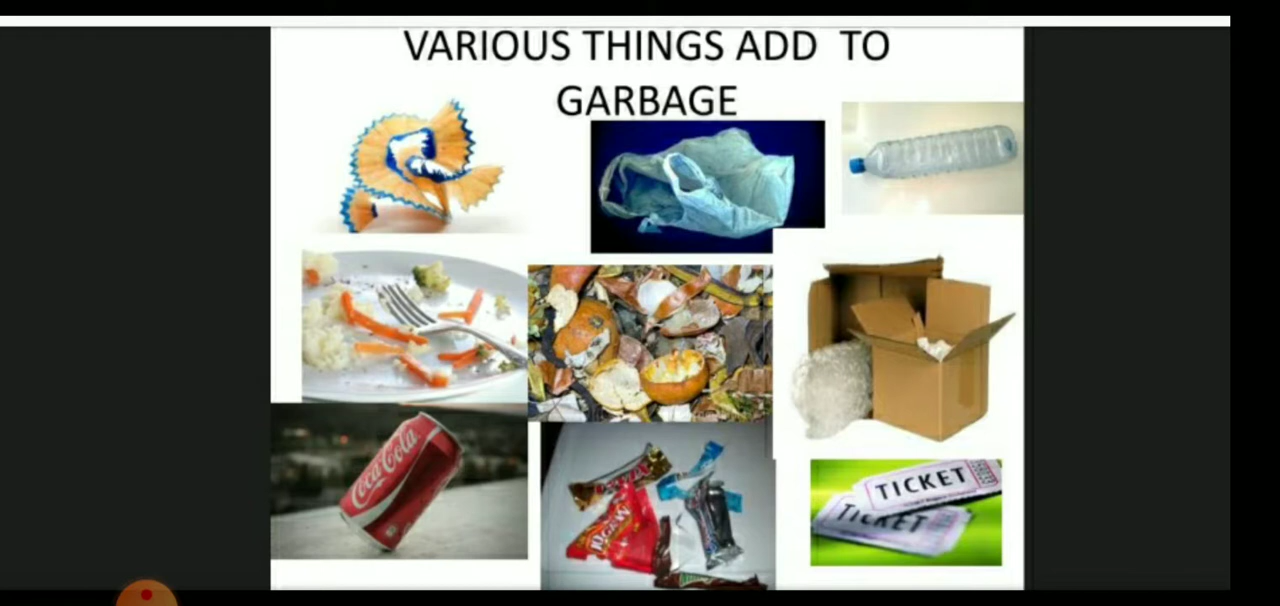 VARIOUS THINGS ADD TO
GARBAGE
Coca-Cola
TICKET
TICKET